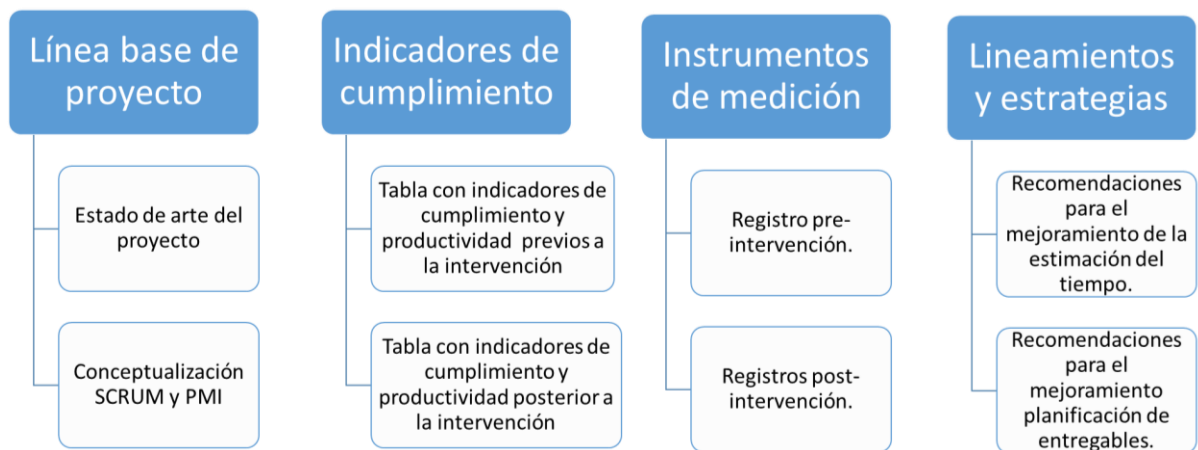 Línea base de
proyecto
Estado de arte del
proyecto
Conceptualización
SCRUM y PMI
Indicadores de
cumplimiento
Tabla con indicadores de
cumplimiento y
productividad previos a
la intervención
Tabla con indicadores de
cumplimiento y
productividad posterior a
la intervención
Instrumentos
de medición
Registro pre-
intervención.
Registros post-
intervención.
Lineamientos
y estrategias
Recomendaciones
para el
mejoramiento de la
estimación del
tiempo.
Recomendaciones
para el
mejoramiento
planificación de
entregables.